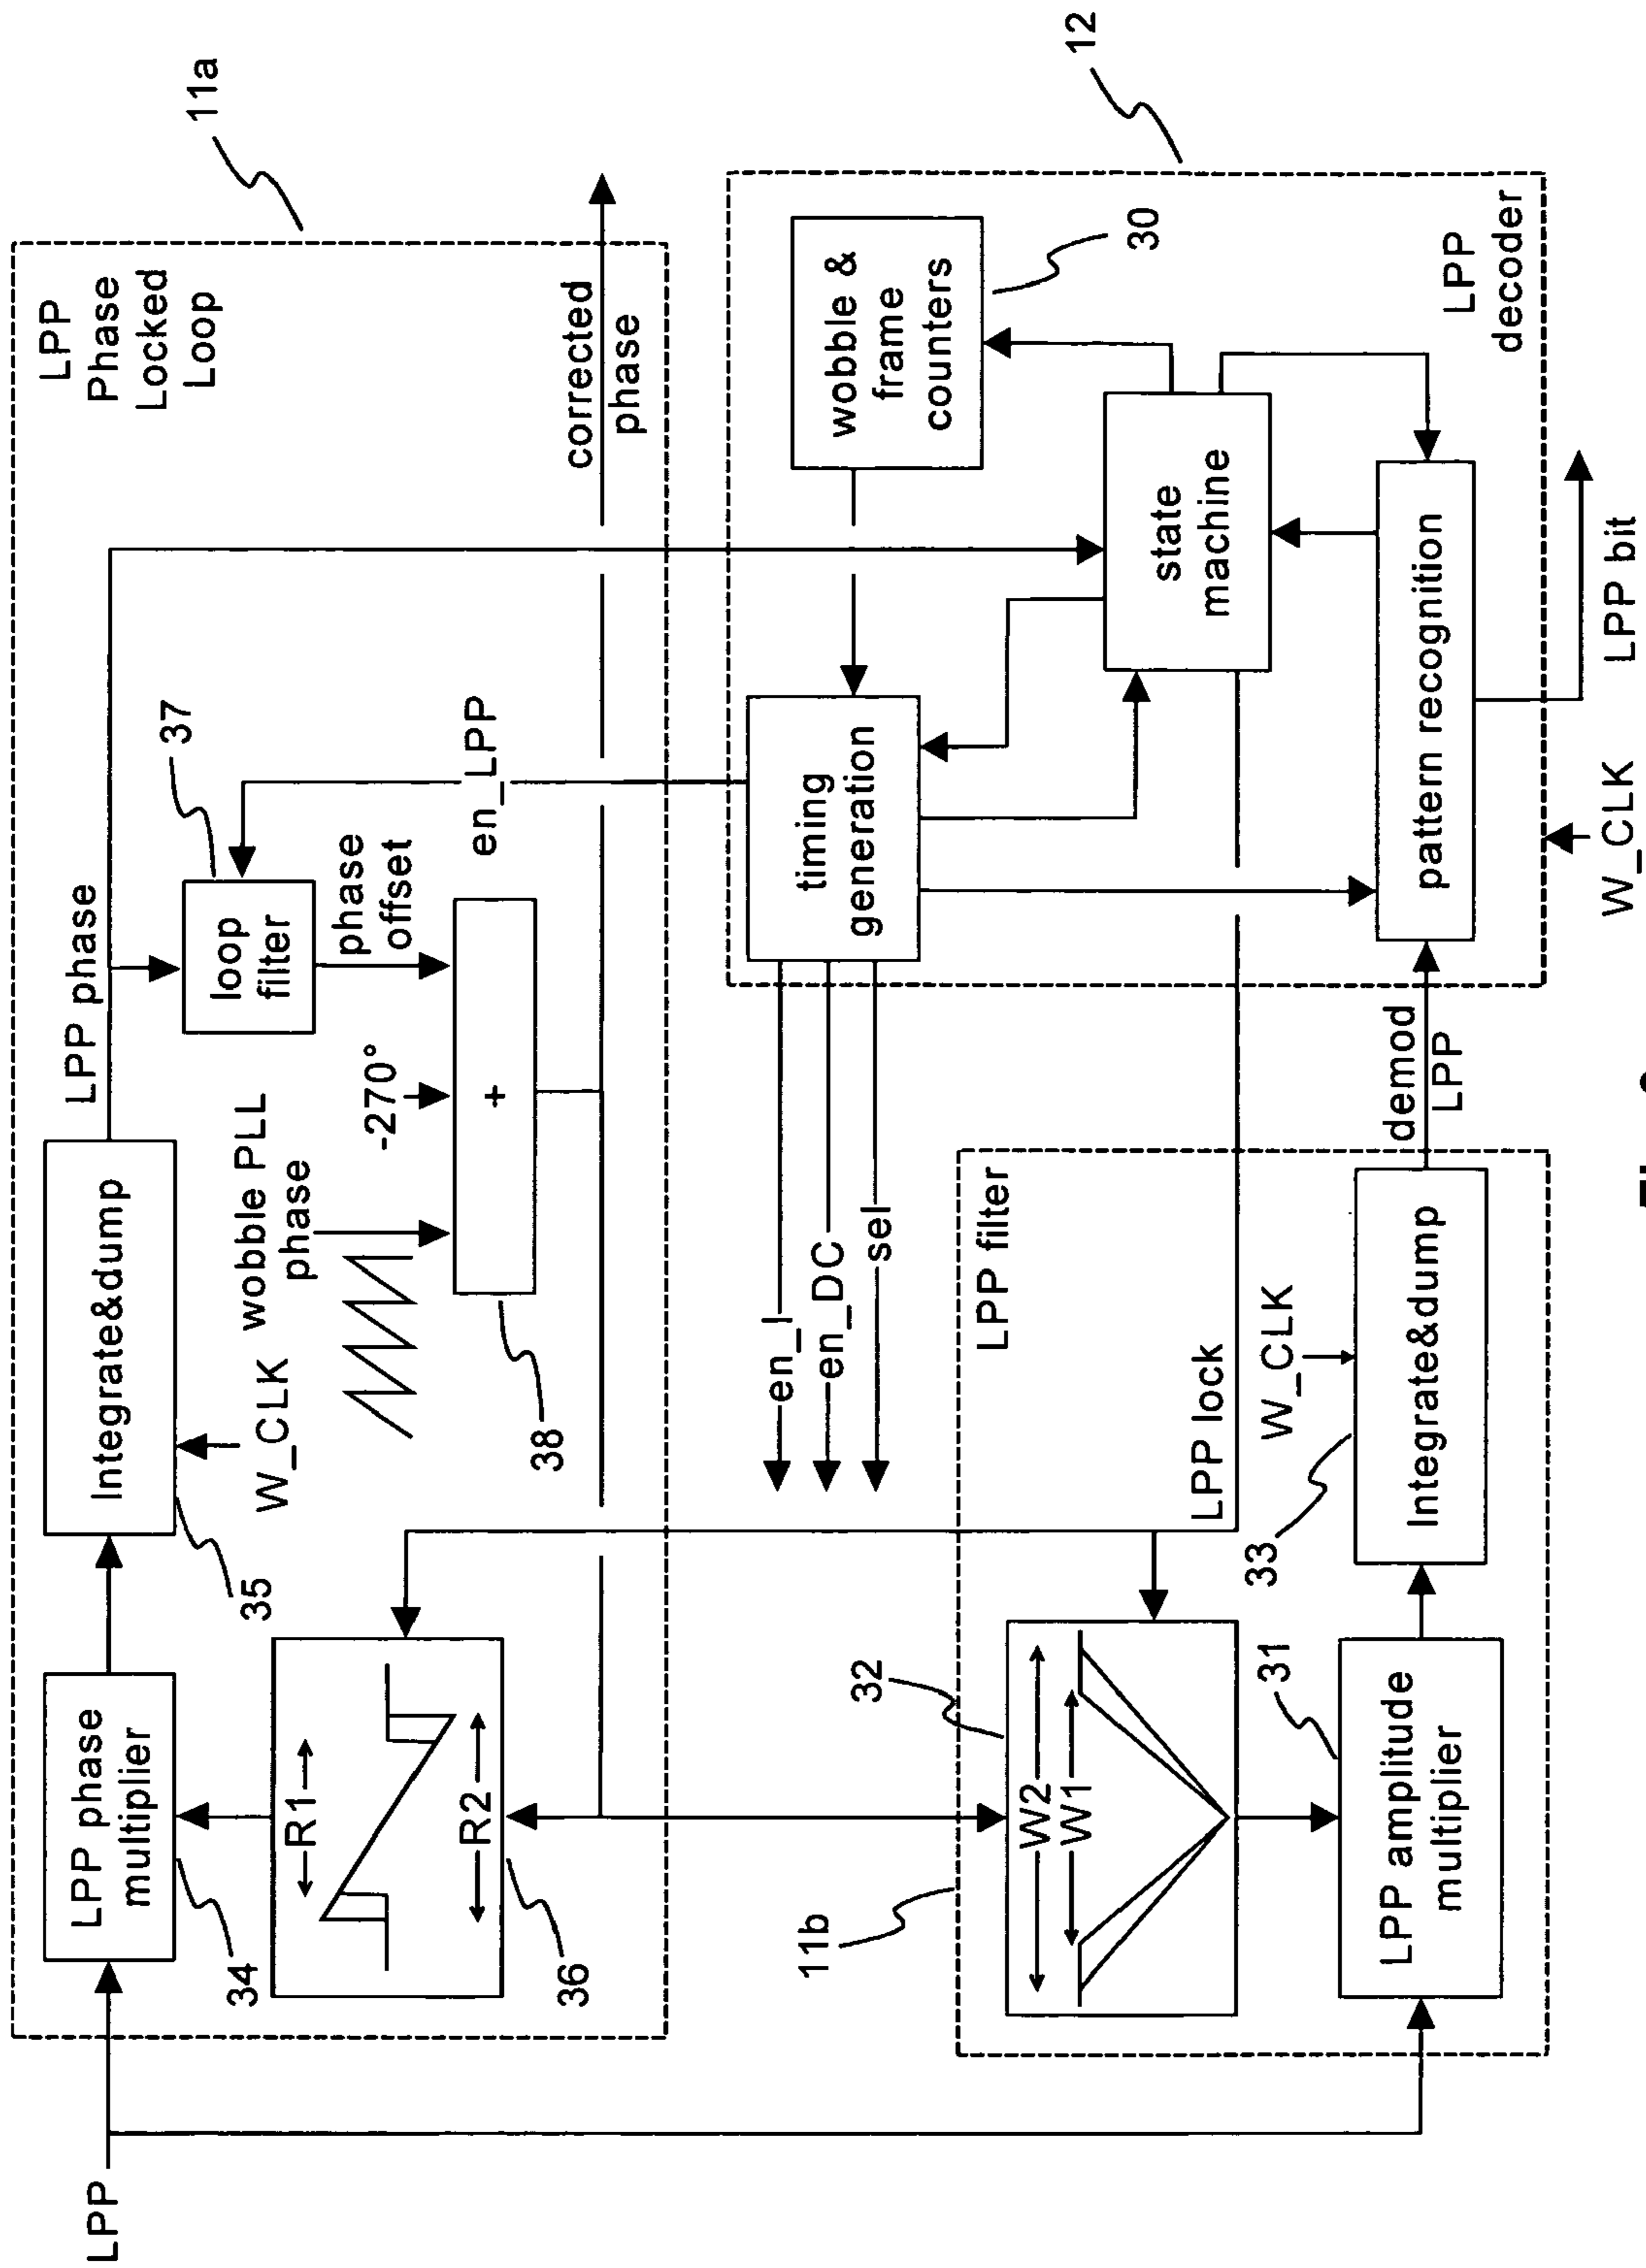 LPP
LPP phase
multiplier
34
Integrate&dump
35
W_CLK
LPP phase
LPP
Phase
Locked
Loop
11a
R1
R2
36
wobble PLL
phase
-270°
+
38
loop
filter
37
phase
offset
en_LPP
corrected
phase
en_I
en_DC
sel
timing
generation
wobble &
frame
counters
30
12
state
machine
pattern recognition
LPP
decoder
LPP bit
W_CLK
LPP lock
LPP filter
11b
32
W2
W1
LPP amplitude
multiplier
31
Integrate&dump
33
W_CLK
demod
LPP